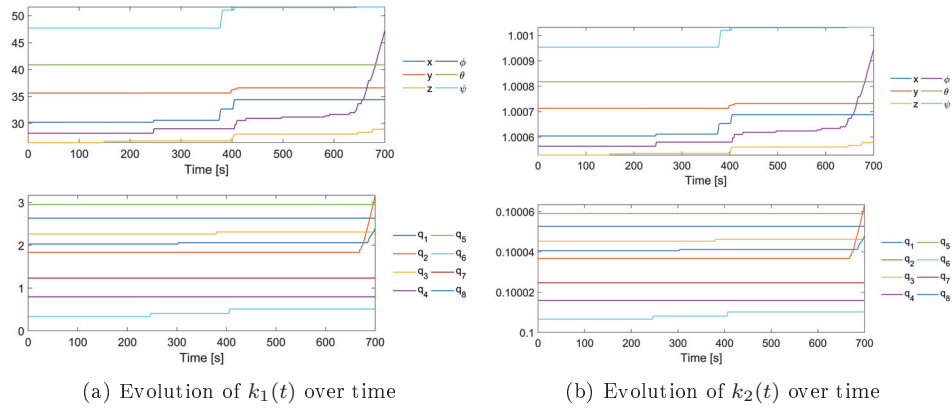 50
45
40
35
30
0 100 200 300 400 500 600 700
Time [s]
x ϕ
y θ
z ψ
3
2
1
0
0 100 200 300 400 500 600 700
Time [s]
q1 q5
q2 q6
q3 q7
q4 q8
(a) Evolution of k1(t) over time
1.001
1.0009
1.0008
1.0007
1.0006
0 100 200 300 400 500 600 700
Time [s]
x ϕ
y θ
z ψ
0.10006
0.10004
0.10002
0.1
0 100 200 300 400 500 600 700
Time [s]
q1 q5
q2 q6
q3 q7
q4 q8
(b) Evolution of k2(t) over time